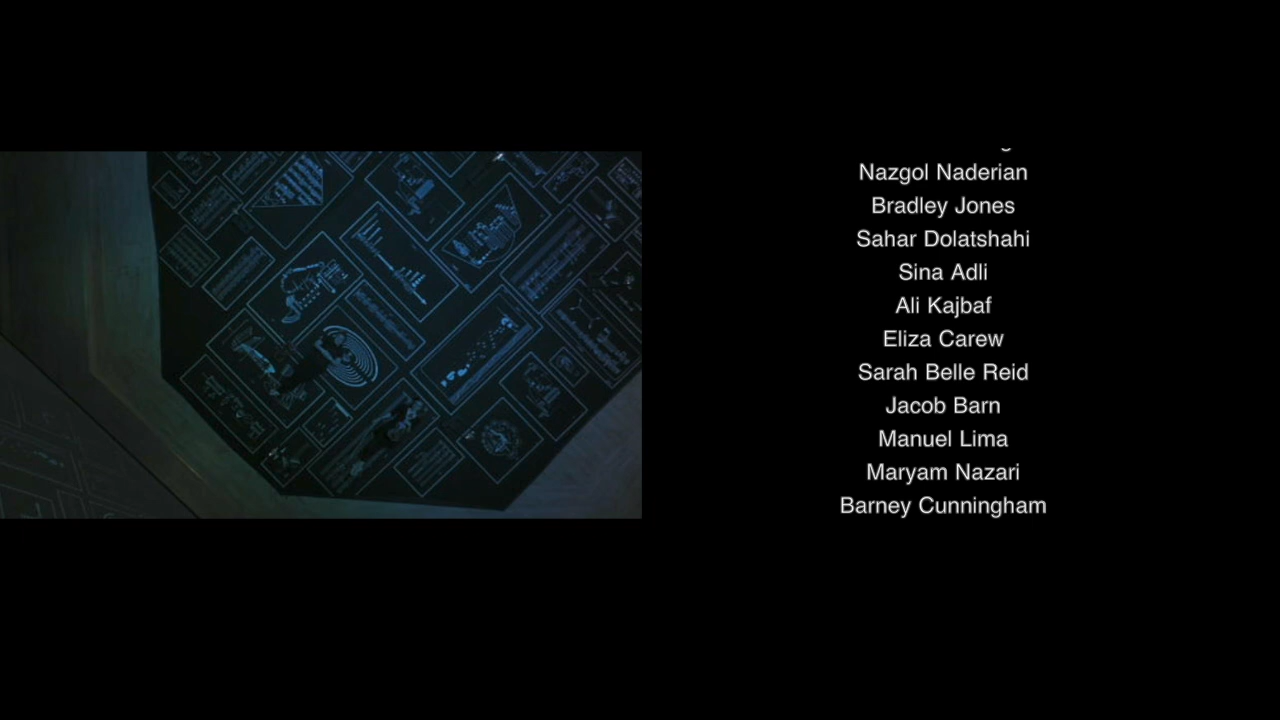 Nazgol Naderian
Bradley Jones
Sahar Dolatshahi
Sina Adli
Ali Kajbaf
Eliza Carew
Sarah Belle Reid
Jacob Barn
Manuel Lima
Maryam Nazari
Barney Cunningham